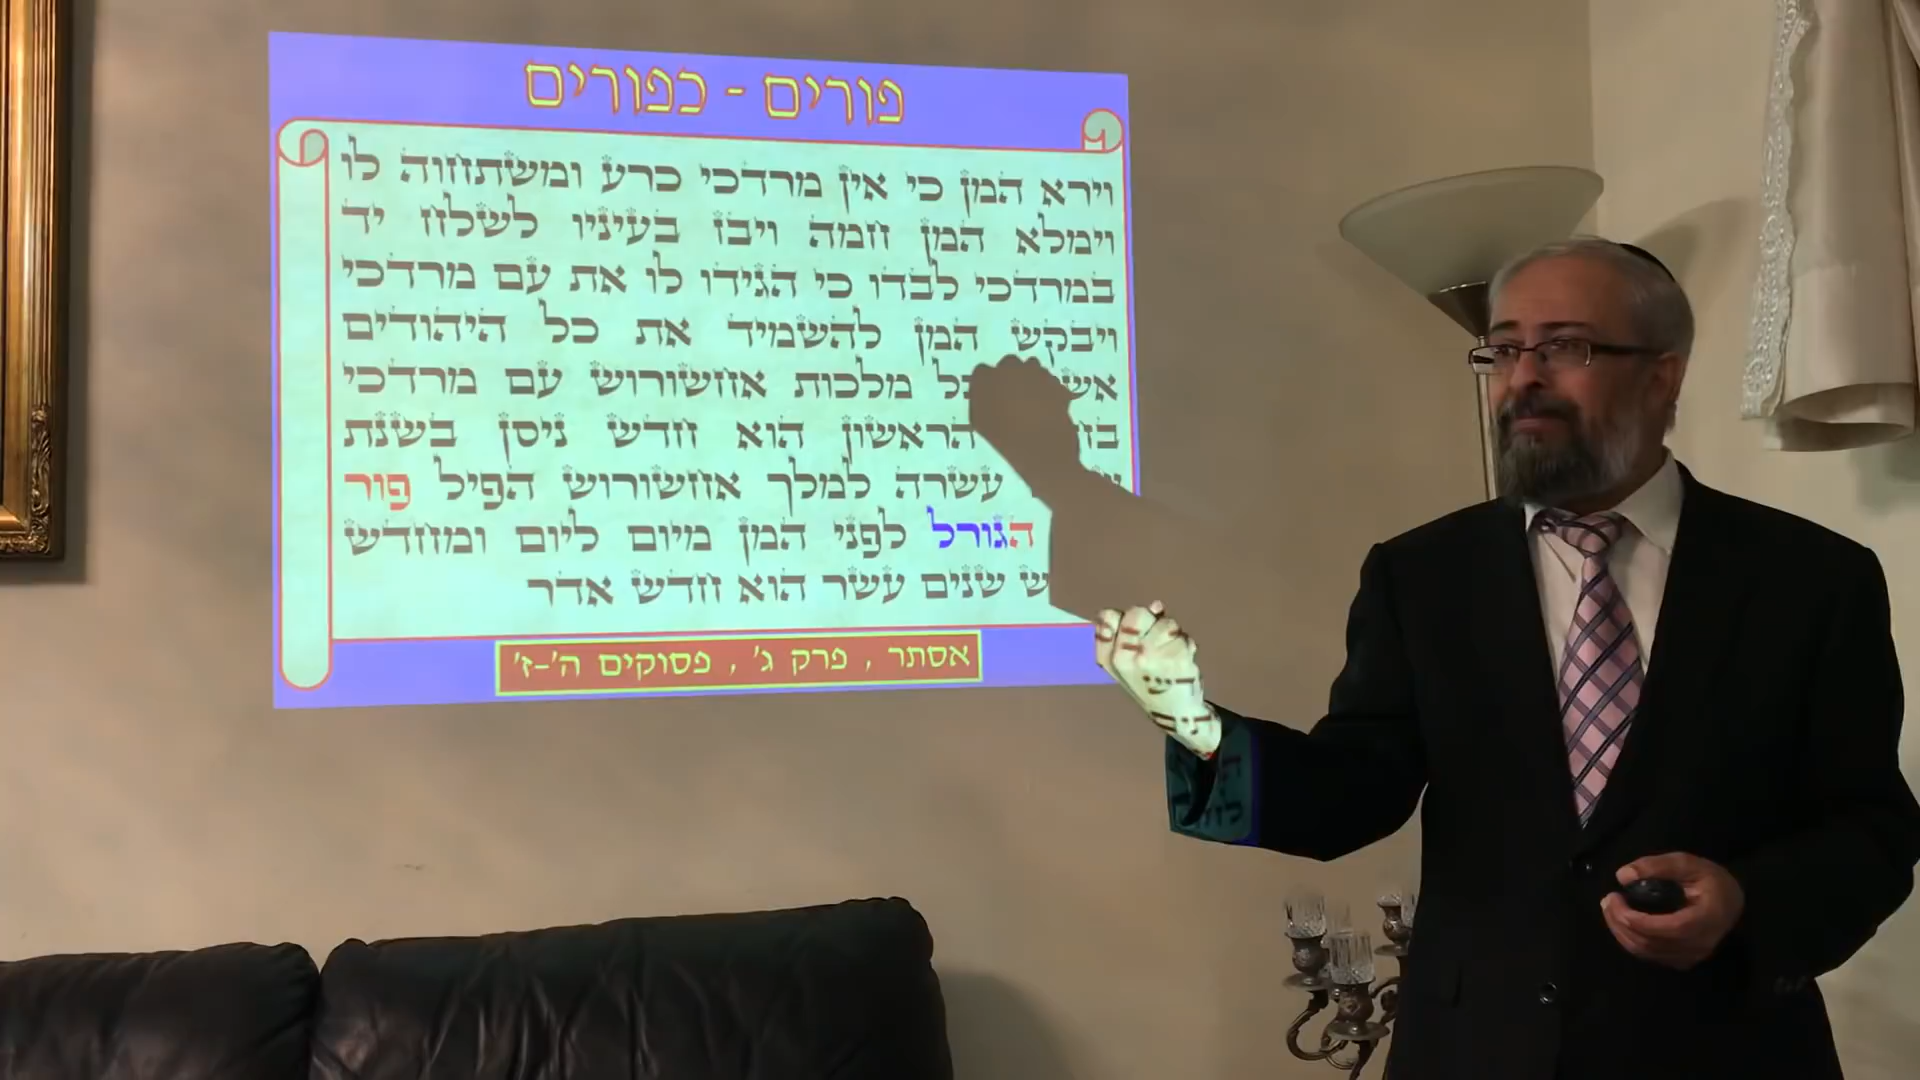 פורים - כפורים
וירא המן כי אין מרדכי כרע ומשתחוה לו
וימלא המן חמה ויבז בעיניו לשלח יד
במרדכי לבדו כי הגידו לו את עם מרדכי
ויבקש המן להשמיד את כל היהודים
מלכות אחשורוש עם מרדכי
הראשון הוא חדש ניסן בשנת
עשרה למלך אחשורוש הפיל פור
הגורל לפני המן מיום ליום ומחדש
שנים עשר הוא חדש אדר
אסתר , פרק ג' , פסוקים ה'-ז'